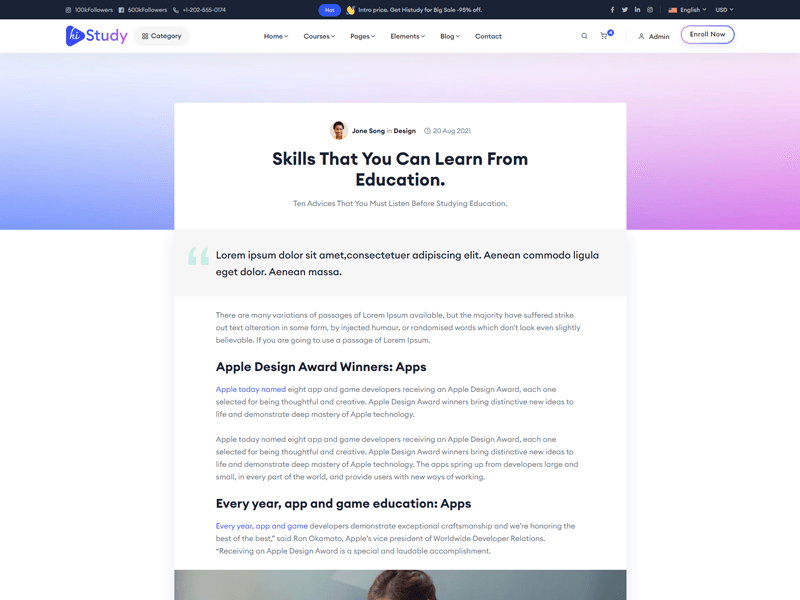 100kFollowers 500kFollowers +1-202-555-0174 Hot Intro price. Get Histudy for Big Sale -95% off. English USD
hiStudy Category Home Courses Pages Elements Blog Contact 4 Admin Enroll Now
Jone Song in Design 20 Aug 2021
Skills That You Can Learn From
Education.
Ten Advices That You Must Listen Before Studying Education.
“ Lorem ipsum dolor sit amet,consectetuer adipiscing elit. Aenean commodo ligula
eget dolor. Aenean massa.
There are many variations of passages of Lorem Ipsum available, but the majority have suffered strike
out text alteration in some form, by injected humour, or randomised words which don't look even slightly
believable. If you are going to use a passage of Lorem Ipsum.
Apple Design Award Winners: Apps
Apple today named eight app and game developers receiving an Apple Design Award, each one
selected for being thoughtful and creative. Apple Design Award winners bring distinctive new ideas to
life and demonstrate deep mastery of Apple technology.
Apple today named eight app and game developers receiving an Apple Design Award, each one
selected for being thoughtful and creative. Apple Design Award winners bring distinctive new ideas to
life and demonstrate deep mastery of Apple technology. The apps spring up from developers large and
small, in every part of the world, and provide users with new ways of working.
Every year, app and game education: Apps
Every year, app and game developers demonstrate exceptional craftsmanship and we're honoring the
best of the best,” said Ron Okamoto, Apple's vice president of Worldwide Developer Relations.
“Receiving an Apple Design Award is a special and laudable accomplishment.